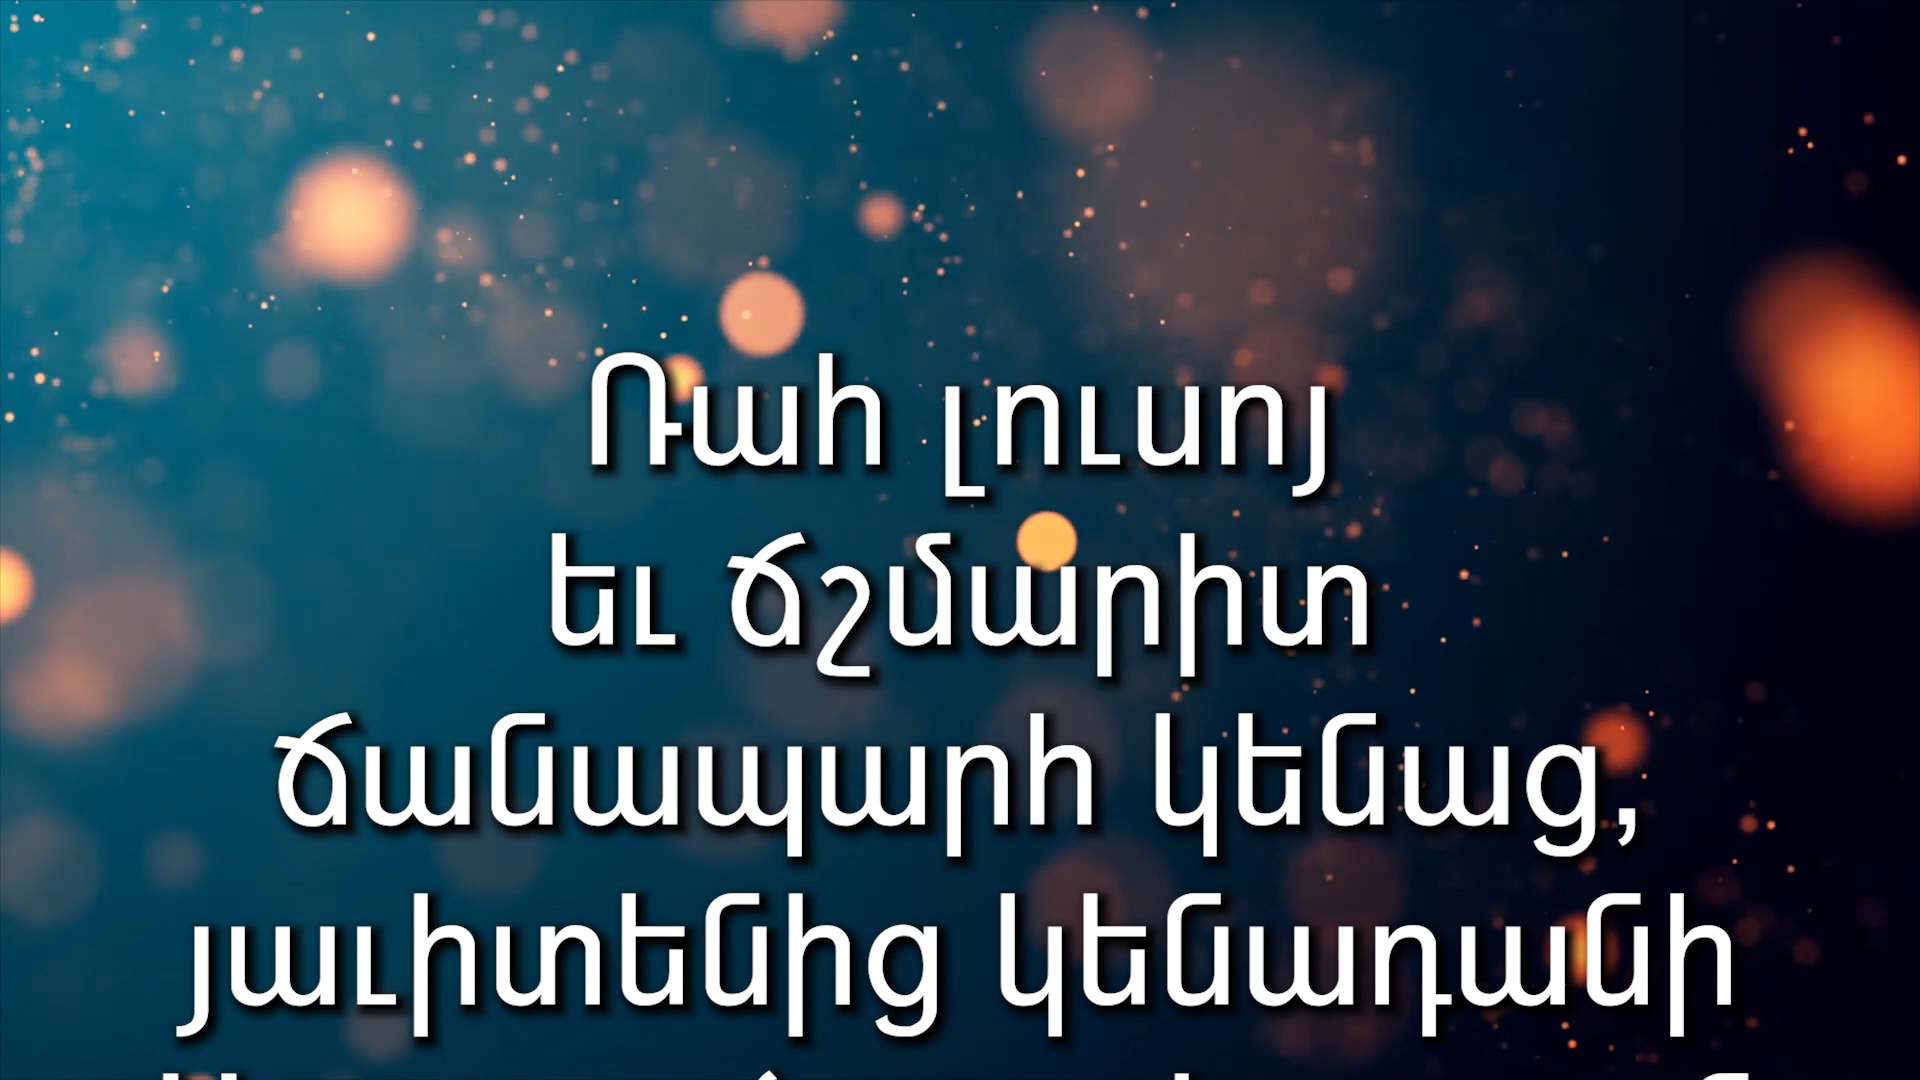 Ռահ լուսոյ
եւ ճշմարիտ
ճանապարհ կենաց,
յաւիտենից կենադանի